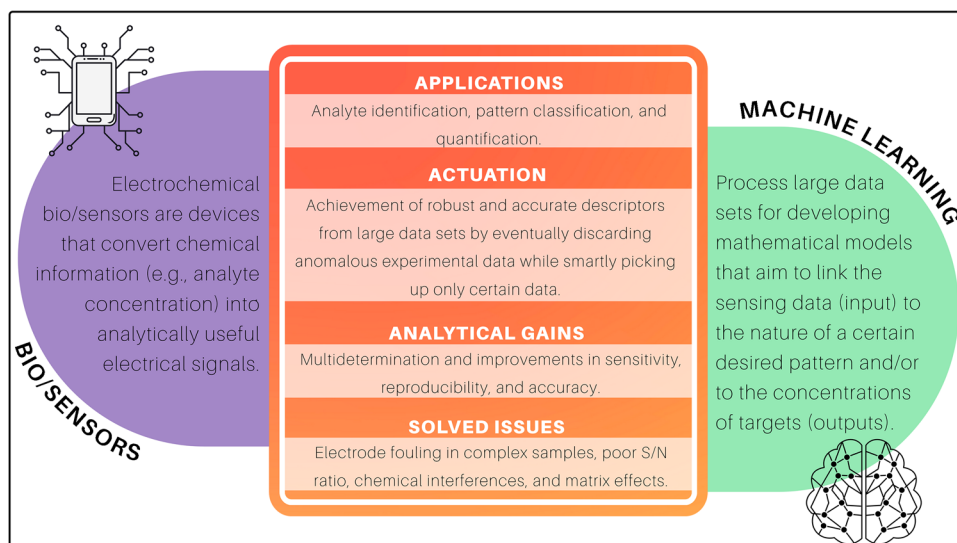 Electrochemical
bio/sensors are devices
that convert chemical
information (e.g., analyte
concentration) into
analytically useful
electrical signals.
BIO/SENSORS
APPLICATIONS
Analyte identification, pattern classification, and
quantification.
ACTUATION
Achievement of robust and accurate descriptors
from large data sets by eventually discarding
anomalous experimental data while smartly picking
up only certain data.
ANALYTICAL GAINS
Multidetermination and improvements in sensitivity,
reproducibility, and accuracy.
SOLVED ISSUES
Electrode fouling in complex samples, poor S/N
ratio, chemical interferences, and matrix effects.
MACHINE LEARNING
Process large data
sets for developing
mathematical models
that aim to link the
sensing data (input) to
the nature of a certain
desired pattern and/or
to the concentrations
of targets (outputs).